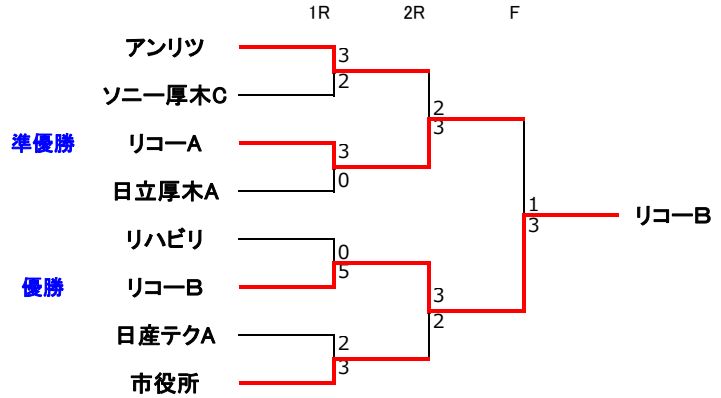 1R 2R F
アンリツ
3
2
ソニー厚木C
2
3
準優勝 リコーA
3
0
日立厚木A
1
3
リコーB
リハビリ
0
5
優勝 リコーB
3
2
日産テクA
2
3
市役所